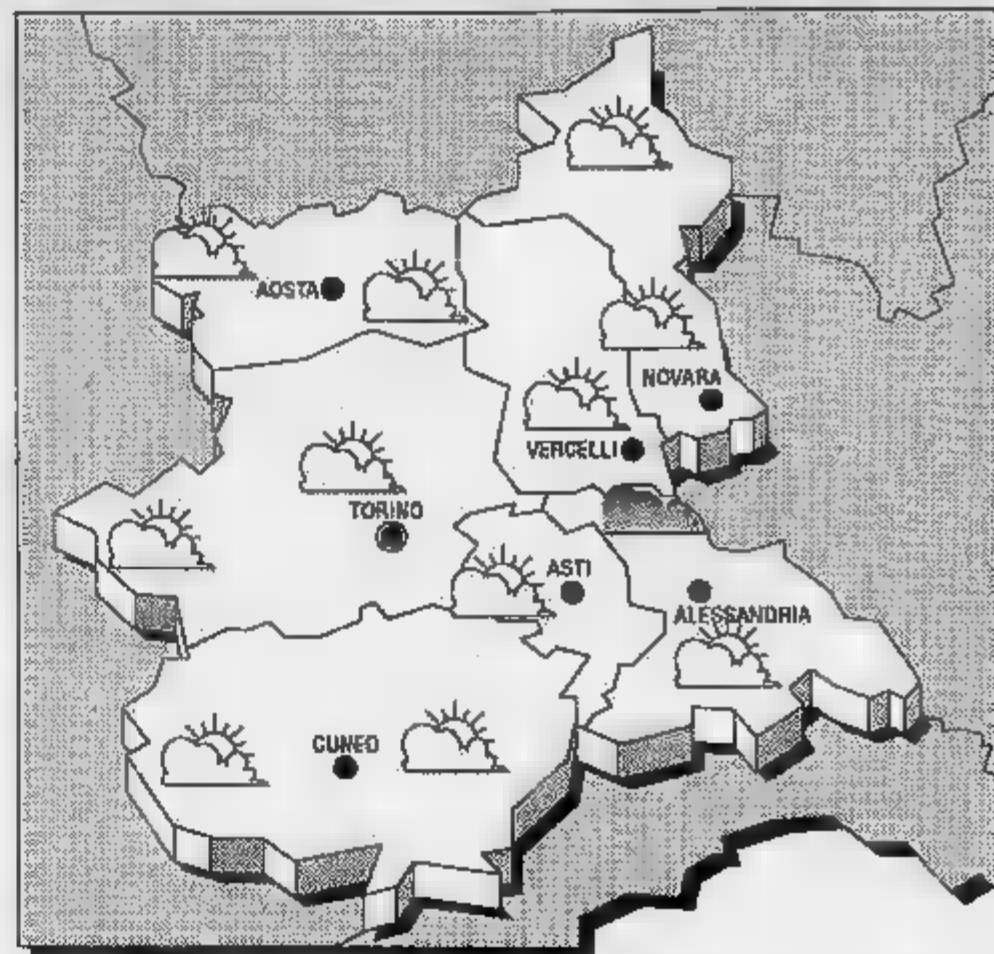 AOSTA
NOVARA
VERCELLI
TORINO
ASTI
ALESSANDRIA
CUNEO